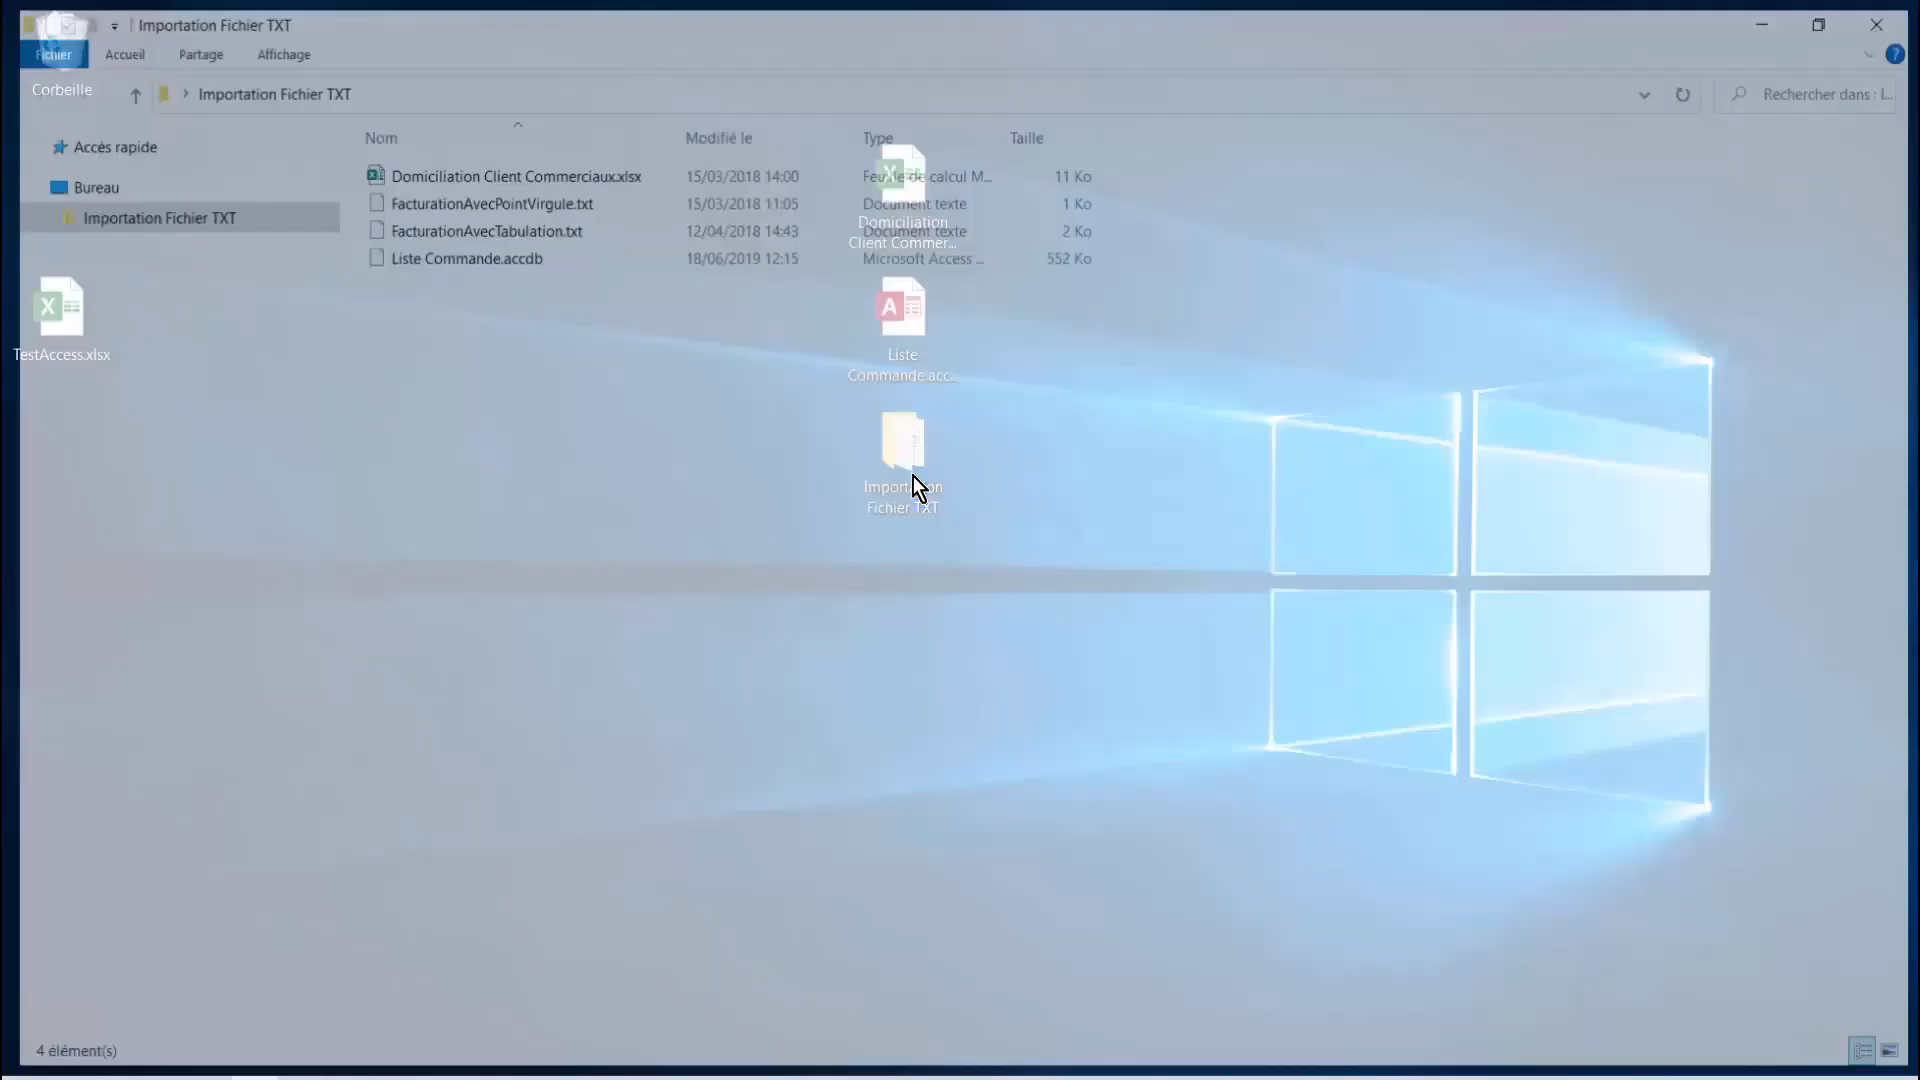 Importation Fichier TXT
Fichier Accueil Partage Affichage
Corbeille
Importation Fichier TXT
Rechercher dans : I...
Nom Modifié le Type Taille
Accès rapide
Bureau
Importation Fichier TXT
Domiciliation Client Commerciaux.xlsx 15/03/2018 14:00 Feuille de calcul M... 11 Ko
FacturationAvecPointVirgule.txt 15/03/2018 11:05 Document texte 1 Ko
FacturationAvecTabulation.txt 12/04/2018 14:43 Document texte 2 Ko
Liste Commande.accdb 18/06/2019 12:15 Microsoft Access ... 552 Ko
Domiciliation
Client Commer...
TestAccess.xlsx
Liste
Commande.acc...
Importation
Fichier TXT
4 élément(s)